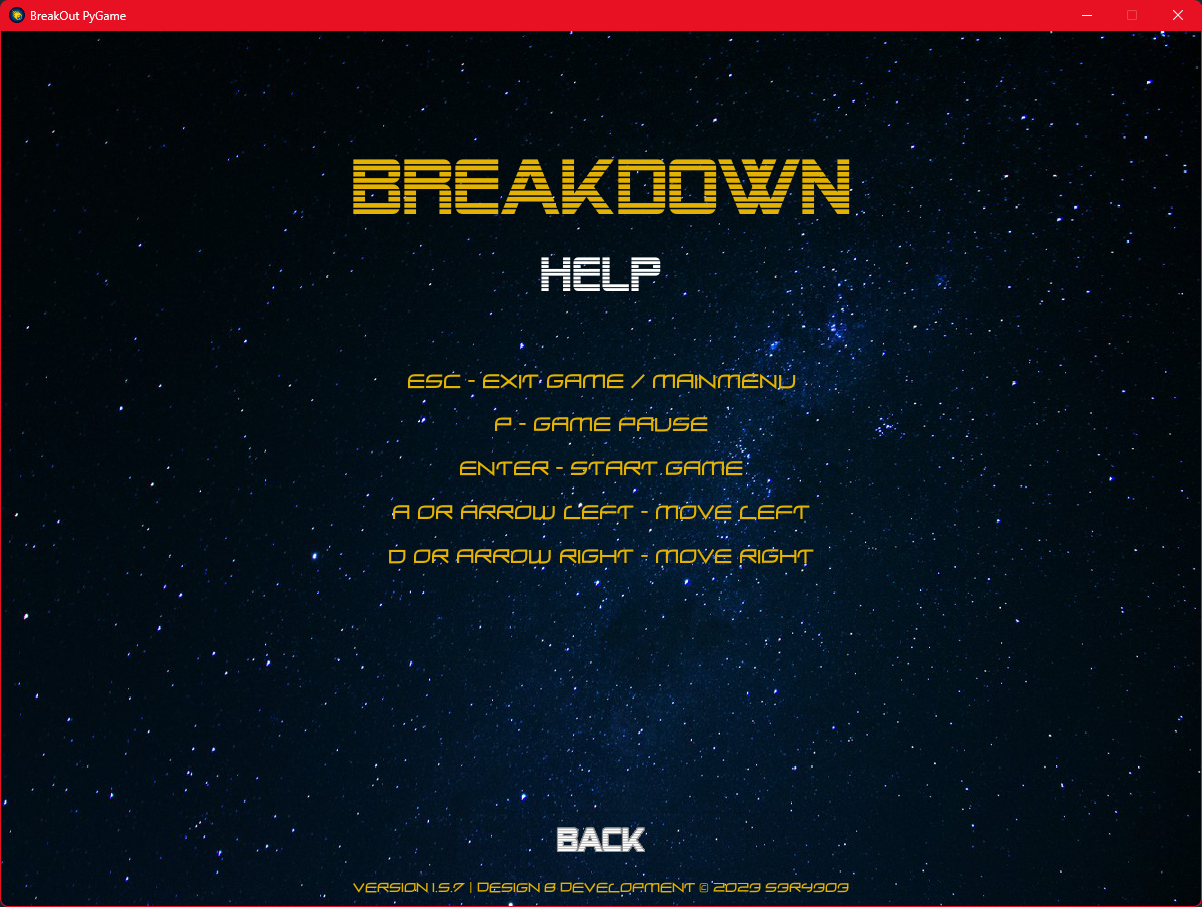 BreakOut PyGame
BREAKDOWN
HELP
ESC - EXIT GAME / MAINMENU
P - GAME PAUSE
ENTER - START GAME
A OR ARROW LEFT - MOVE LEFT
D OR ARROW RIGHT - MOVE RIGHT
BACK
VERSION 1.5.7 | DESIGN & DEVELOPMENT © 2023 S3R43O3